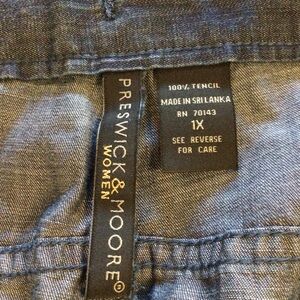 PRESWICK & MOORE®
WOMEN
100% TENCIL
MADE IN SRI LANKA
RN 70143
1X
SEE REVERSE
FOR CARE